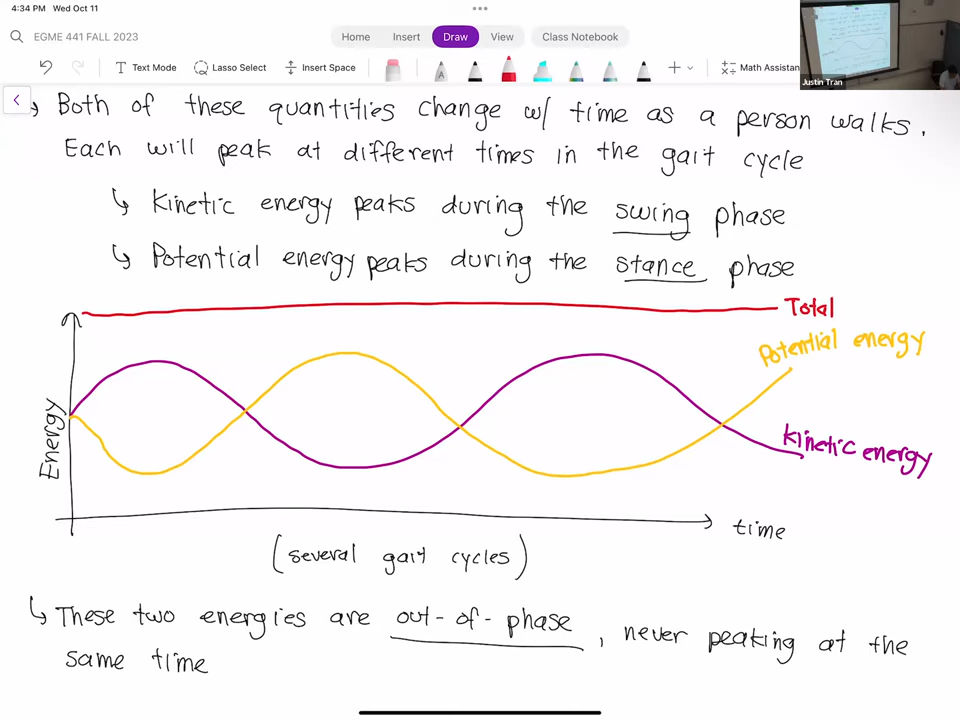 4:34 PM Wed Oct 11
EGME 441 FALL 2023
Home Insert Draw View Class Notebook
Text Mode Lasso Select Insert Space Math Assistan
Justin Tran
Both of these quantities change w/ time as a person walks.
Each will peak at different times in the gait cycle
↳ Kinetic energy peaks during the swing phase
↳ Potential energy peaks during the stance phase
Total
Potential energy
Energy
Kinetic energy
time
(several gait cycles)
↳ These two energies are out-of-phase, never peaking at the
same time